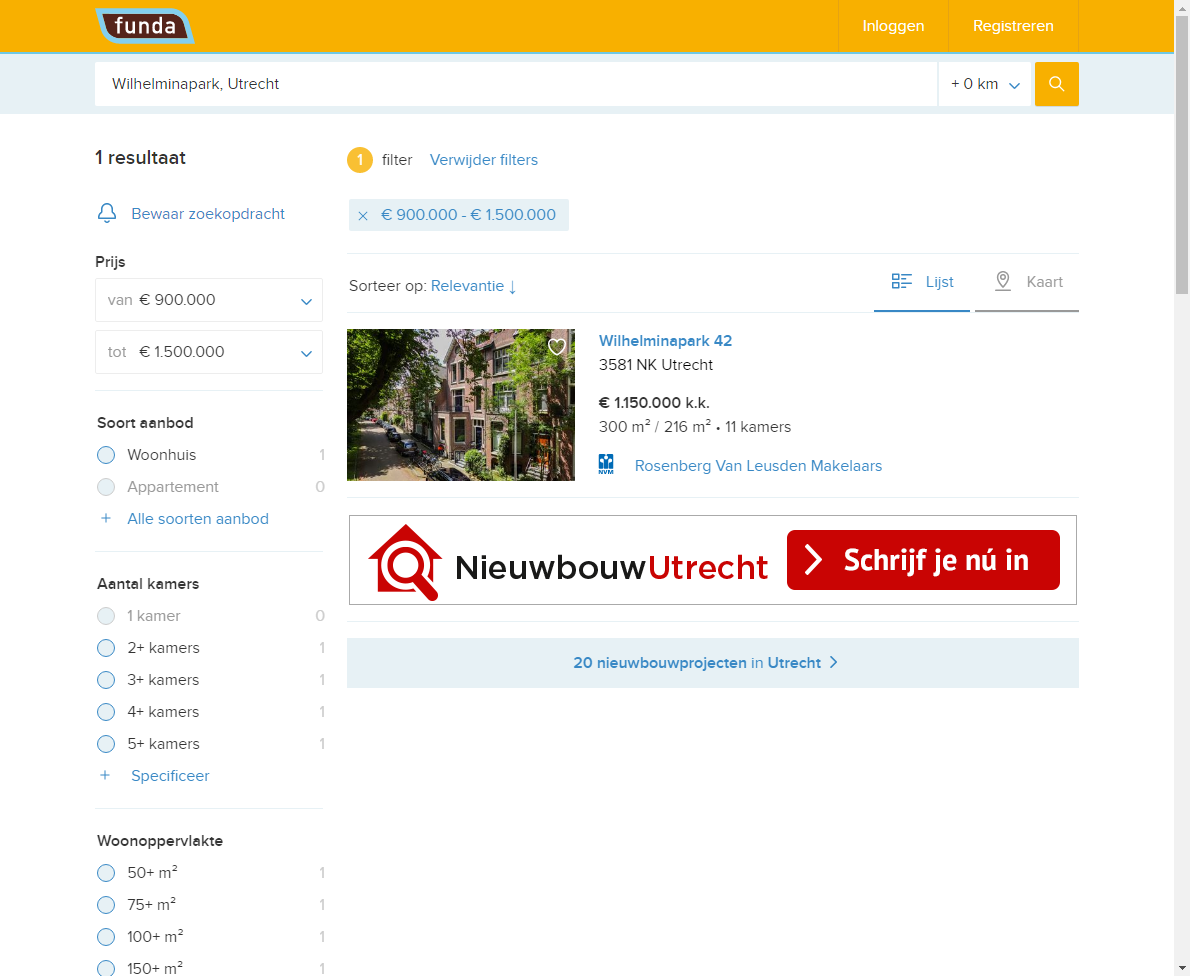 funda
Inloggen
Registreren
Wilhelminapark, Utrecht
+ 0 km
1 resultaat
Bewaar zoekopdracht
Prijs
van € 900.000
tot € 1.500.000
Soort aanbod
Woonhuis 1
Appartement 0
+ Alle soorten aanbod
Aantal kamers
1 kamer 0
2+ kamers 1
3+ kamers 1
4+ kamers 1
5+ kamers 1
+ Specificeer
Woonoppervlakte
50+ m² 1
75+ m² 1
100+ m² 1
150+ m² 1
1 filter Verwijder filters
× € 900.000 - € 1.500.000
Sorteer op: Relevantie ↓
Lijst
Kaart
Wilhelminapark 42
3581 NK Utrecht
€ 1.150.000 k.k.
300 m² / 216 m² • 11 kamers
NVM
Rosenberg Van Leusden Makelaars
NieuwbouwUtrecht
Schrijf je nú in
20 nieuwbouwprojecten in Utrecht